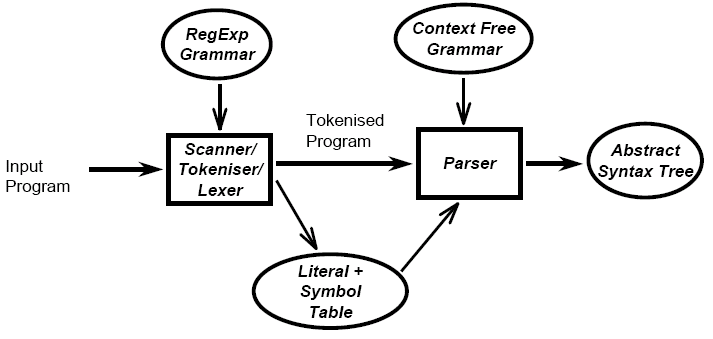 RegExp
Grammar
Context Free
Grammar
Tokenised
Program
Input
Program
Scanner/
Tokeniser/
Lexer
Parser
Abstract
Syntax Tree
Literal +
Symbol
Table